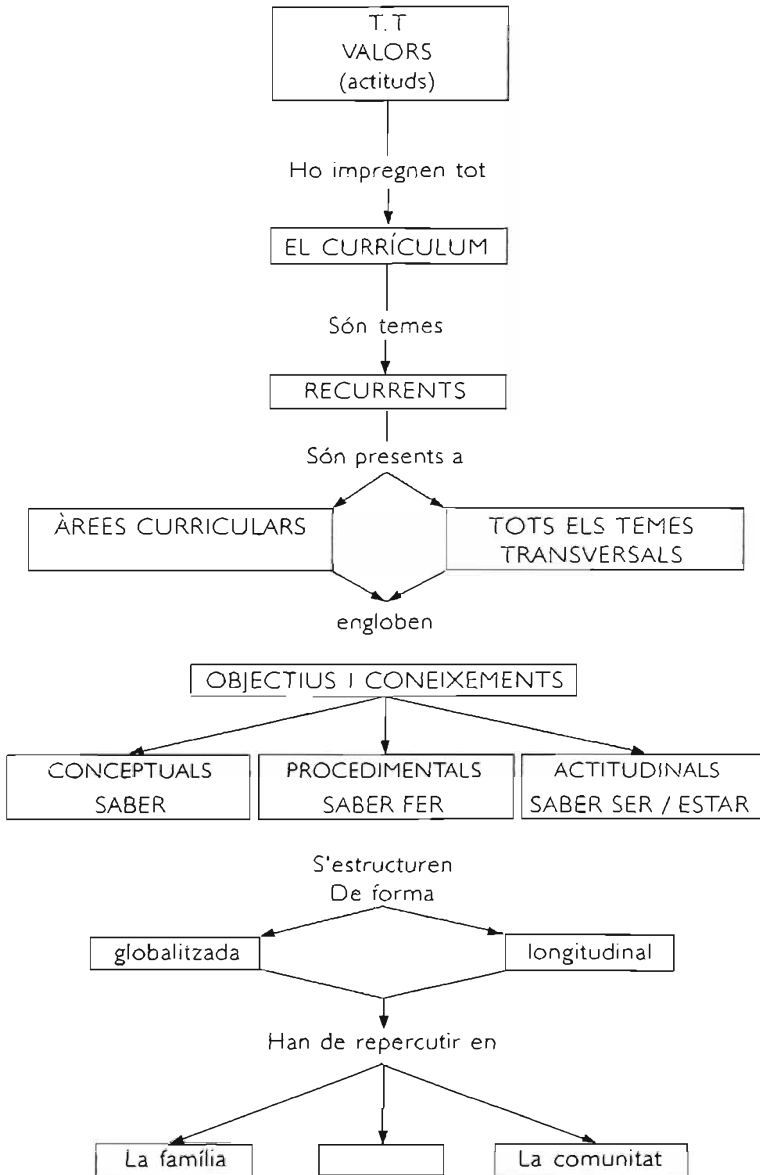 T.T
VALORS
(actituds)
Ho impregnen tot
EL CURRÍCULUM
Són temes
RECURRENTS
Són presents a
ÀREES CURRICULARS
TOTS ELS TEMES
TRANSVERSALS
engloben
OBJECTIUS I CONEIXEMENTS
CONCEPTUALS
SABER
PROCEDIMENTALS
SABER FER
ACTITUDINALS
SABER SER / ESTAR
S'estructuren
De forma
globalitzada
longitudinal
Han de repercutir en
La família
La comunitat